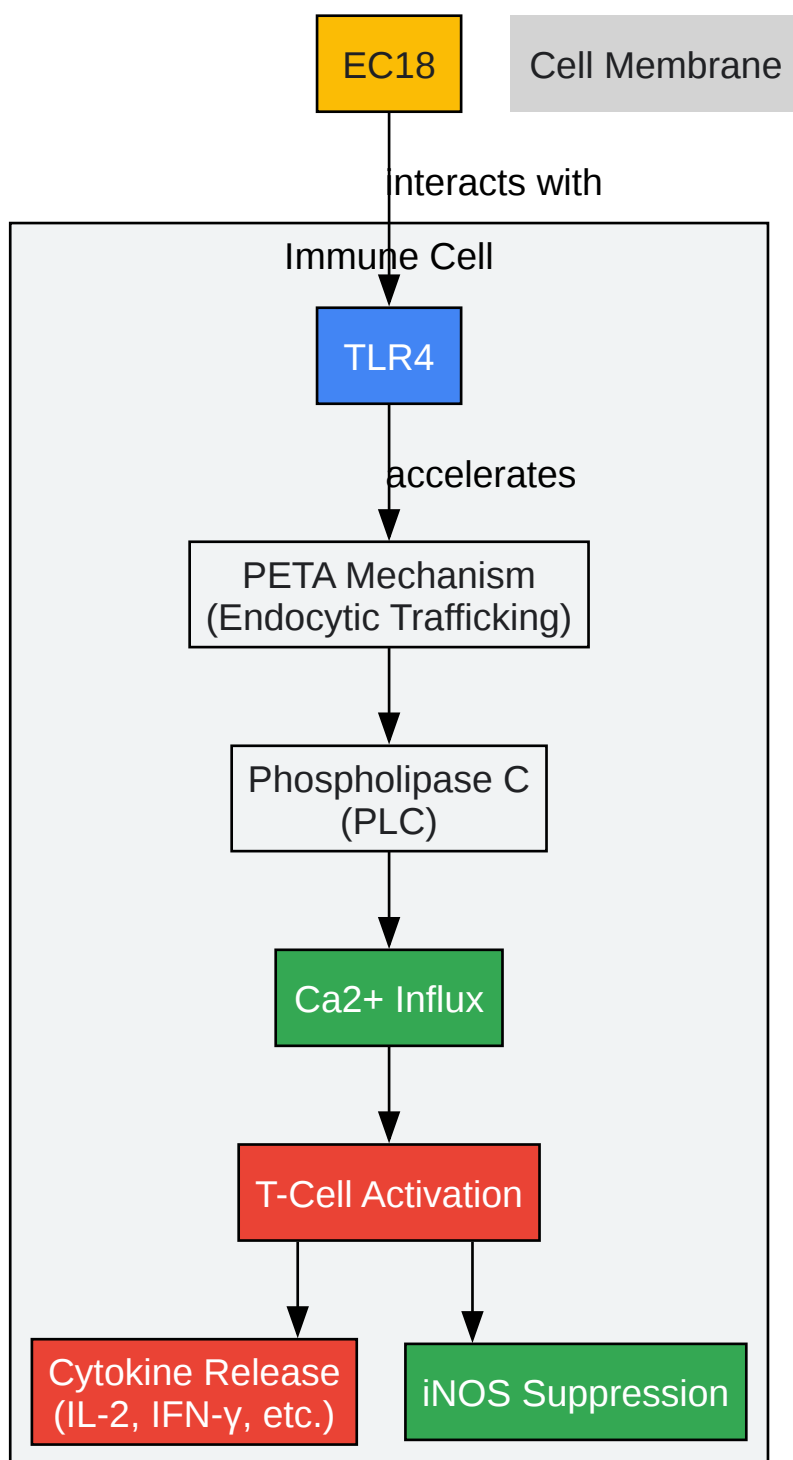 EC18
Cell Membrane
interacts with
Immune Cell
TLR4
accelerates
PETA Mechanism
(Endocytic Trafficking)
Phospholipase C
(PLC)
Ca2+ Influx
T-Cell Activation
Cytokine Release
(IL-2, IFN-γ, etc.)
iNOS Suppression